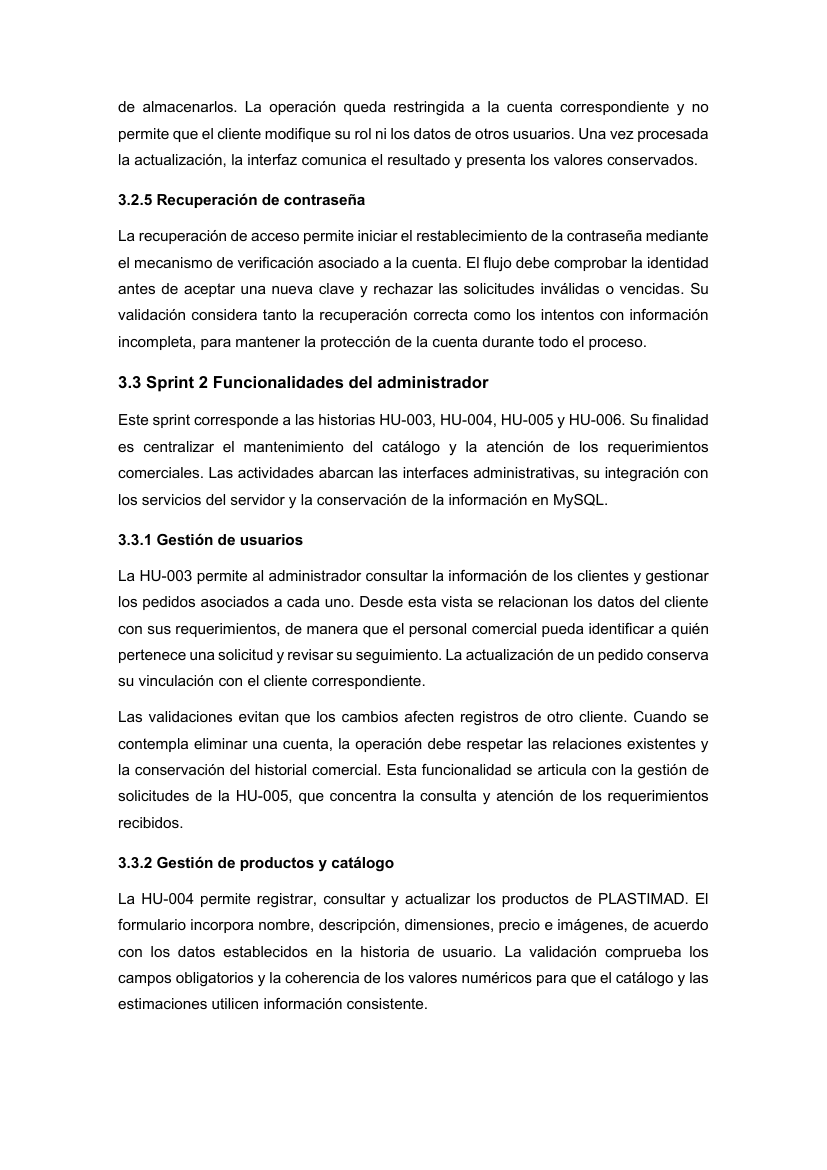 de almacenarlos. La operación queda restringida a la cuenta correspondiente y no
permite que el cliente modifique su rol ni los datos de otros usuarios. Una vez procesada
la actualización, la interfaz comunica el resultado y presenta los valores conservados.
3.2.5 Recuperación de contraseña
La recuperación de acceso permite iniciar el restablecimiento de la contraseña mediante
el mecanismo de verificación asociado a la cuenta. El flujo debe comprobar la identidad
antes de aceptar una nueva clave y rechazar las solicitudes inválidas o vencidas. Su
validación considera tanto la recuperación correcta como los intentos con información
incompleta, para mantener la protección de la cuenta durante todo el proceso.
3.3 Sprint 2 Funcionalidades del administrador
Este sprint corresponde a las historias HU-003, HU-004, HU-005 y HU-006. Su finalidad
es centralizar el mantenimiento del catálogo y la atención de los requerimientos
comerciales. Las actividades abarcan las interfaces administrativas, su integración con
los servicios del servidor y la conservación de la información en MySQL.
3.3.1 Gestión de usuarios
La HU-003 permite al administrador consultar la información de los clientes y gestionar
los pedidos asociados a cada uno. Desde esta vista se relacionan los datos del cliente
con sus requerimientos, de manera que el personal comercial pueda identificar a quién
pertenece una solicitud y revisar su seguimiento. La actualización de un pedido conserva
su vinculación con el cliente correspondiente.
Las validaciones evitan que los cambios afecten registros de otro cliente. Cuando se
contempla eliminar una cuenta, la operación debe respetar las relaciones existentes y
la conservación del historial comercial. Esta funcionalidad se articula con la gestión de
solicitudes de la HU-005, que concentra la consulta y atención de los requerimientos
recibidos.
3.3.2 Gestión de productos y catálogo
La HU-004 permite registrar, consultar y actualizar los productos de PLASTIMAD. El
formulario incorpora nombre, descripción, dimensiones, precio e imágenes, de acuerdo
con los datos establecidos en la historia de usuario. La validación comprueba los
campos obligatorios y la coherencia de los valores numéricos para que el catálogo y las
estimaciones utilicen información consistente.